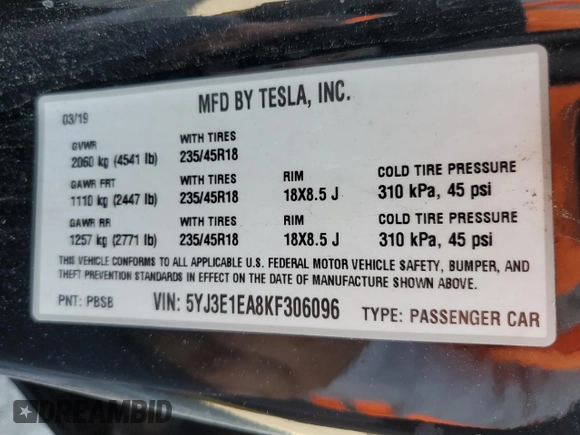 MFD BY TESLA, INC.
03/19
GVWR WITH TIRES
2060 kg (4541 lb) 235/45R18
GAWR FRT WITH TIRES RIM COLD TIRE PRESSURE
1110 kg (2447 lb) 235/45R18 18X8.5 J 310 kPa, 45 psi
GAWR RR WITH TIRES RIM COLD TIRE PRESSURE
1257 kg (2771 lb) 235/45R18 18X8.5 J 310 kPa, 45 psi
THIS VEHICLE CONFORMS TO ALL APPLICABLE U.S. FEDERAL MOTOR VEHICLE SAFETY, BUMPER, AND
THEFT PREVENTION STANDARDS IN EFFECT ON THE DATE OF MANUFACTURE SHOWN ABOVE.
PNT: PBSB VIN: 5YJ3E1EA8KF306096 TYPE: PASSENGER CAR
DREAMBID